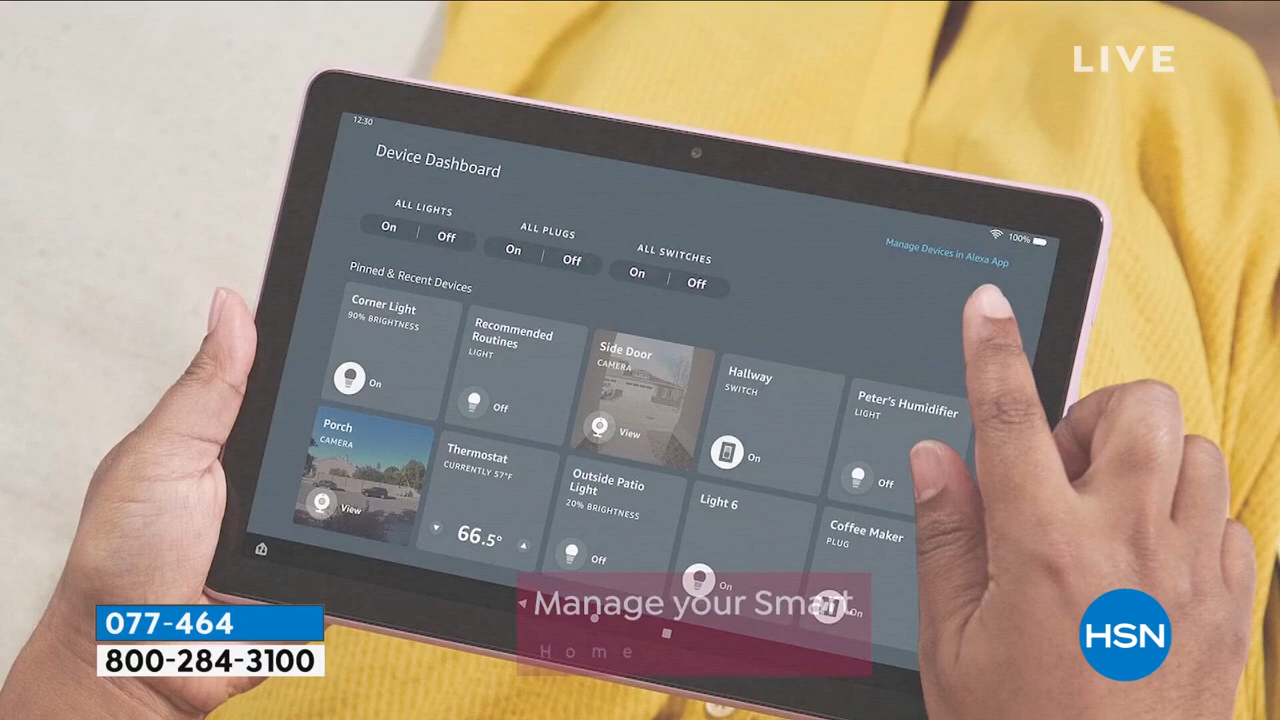 LIVE
12:30
100%
Device Dashboard
Manage Devices in Alexa App
ALL LIGHTS
On | Off
ALL PLUGS
On | Off
ALL SWITCHES
On | Off
Pinned & Recent Devices
Corner Light
90% BRIGHTNESS
On
Recommended
Routines
LIGHT
Off
Side Door
CAMERA
View
Hallway
SWITCH
On
Peter's Humidifier
LIGHT
Off
Porch
CAMERA
View
Thermostat
CURRENTLY 57°F
66.5°
Outside Patio
Light
20% BRIGHTNESS
Off
Light 6
On
Coffee Maker
PLUG
On
Manage your Smart
Home
077-464
800-284-3100
HSN